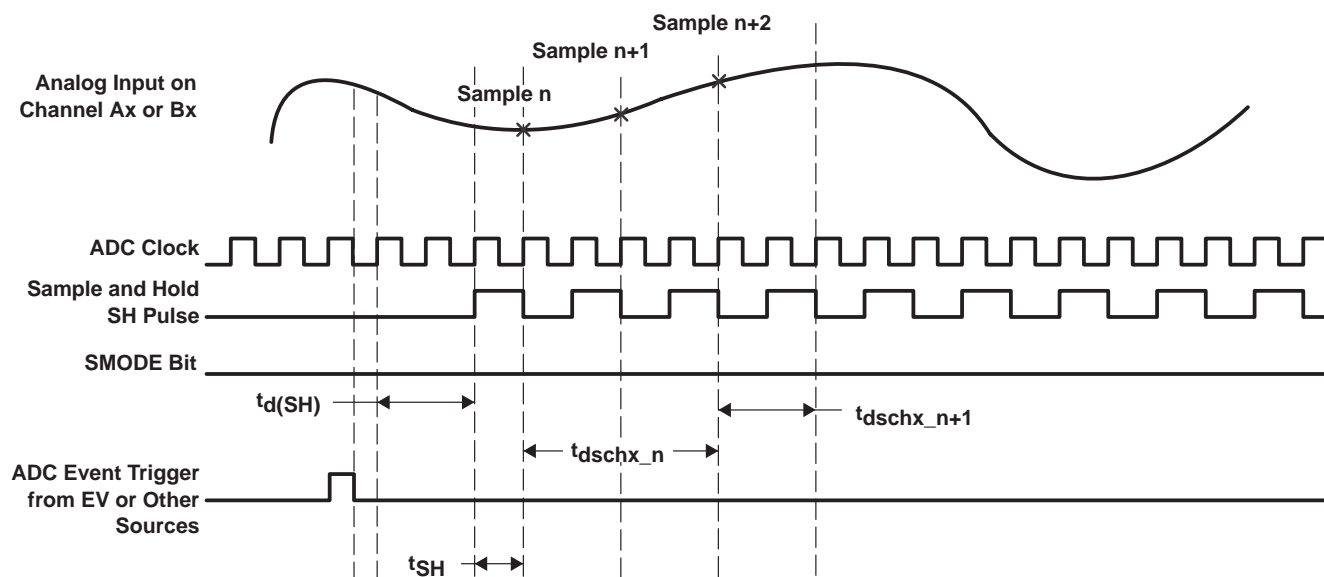 Sample n+2
Sample n+1
Analog Input on
Channel Ax or Bx
Sample n
ADC Clock
Sample and Hold
SH Pulse
SMODE Bit
td(SH)
tdschx_n+1
tdschx_n
ADC Event Trigger
from EV or Other
Sources
tSH